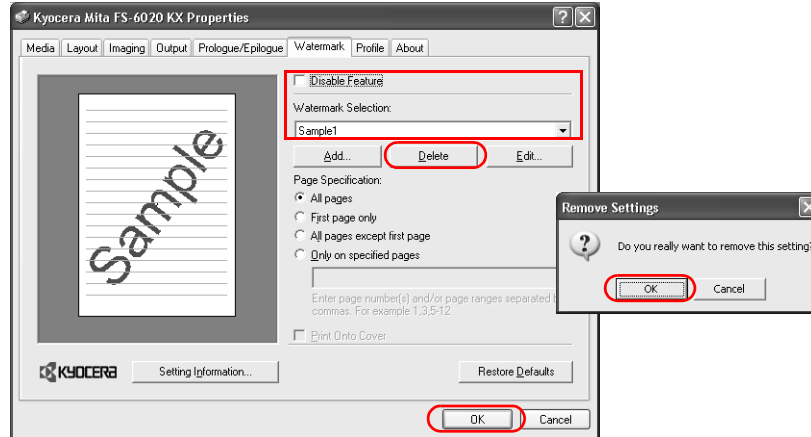 Kyocera Mita FS-6020 KX Properties
Media Layout Imaging Output Prologue/Epilogue Watermark Profile About
Sample
Disable Feature
Watermark Selection:
Sample1
Add... Delete Edit...
Page Specification:
All pages
First page only
All pages except first page
Only on specified pages
Enter page number(s) and/or page ranges separated
commas. For example 1,3,5-12
Print Onto Cover
KYOCERA Setting Information... Restore Defaults
OK Cancel
Remove Settings
Do you really want to remove this setting?
OK Cancel